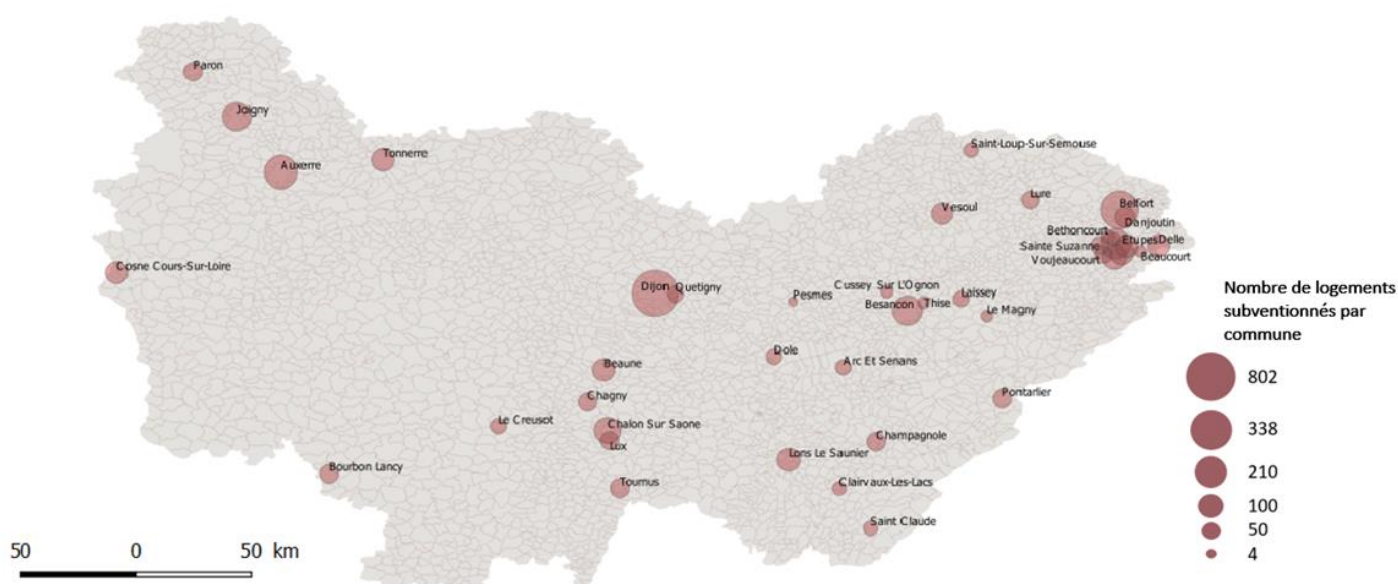 Paron
Joigny
Auxerre
Tonnerre
Saint-Loup-Sur-Semouse
Lure
Vesoul
Belfort
Danjoutin
Bethoncourt
Etupes
Delle
Sainte Suzanne
Voujeaucourt
Beaucourt
Cosne Cours-Sur-Loire
Dijon
Quetigny
Pesmes
Cussey Sur L'Ognon
Besancon
Thise
Laissey
Le Magny
Beaune
Dole
Arc Et Senans
Chagny
Pontarlier
Le Creusot
Chalon Sur Saone
Lux
Champagnole
Lons Le Saunier
Bourbon Lancy
Tournus
Clairvaux-Les-Lacs
Saint Claude
50 0 50 km
Nombre de logements
subventionnés par
commune
802
338
210
100
50
4